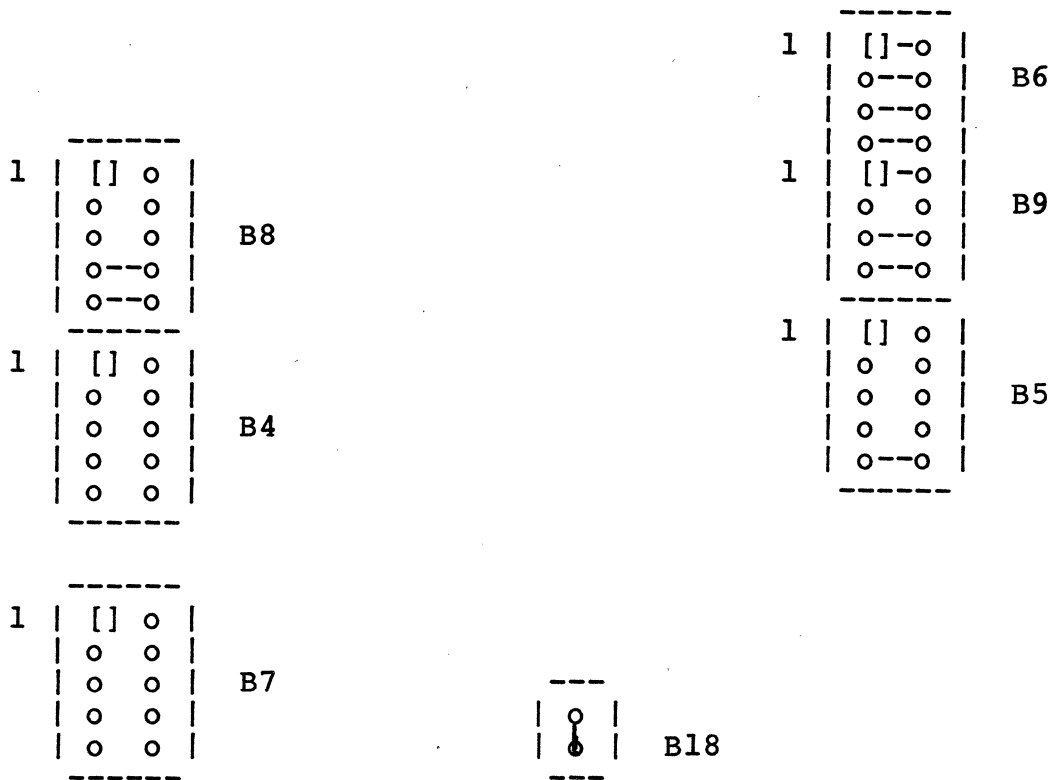 ------
1 | []-o |
| o--o | B6
| o--o |
------ | o--o |
1 | [] o | 1 | []-o |
| o o | | o o | B9
| o o | B8 | o--o |
| o--o | | o--o |
| o--o | ------
------ 1 | [] o |
1 | [] o | | o o |
| o o | | o o | B5
| o o | B4 | o o |
| o o | | o--o |
| o o | ------
------
------
1 | [] o |
| o o |
| o o | B7 ---
| o o | | o |
| o o | | o | B18
------ ---